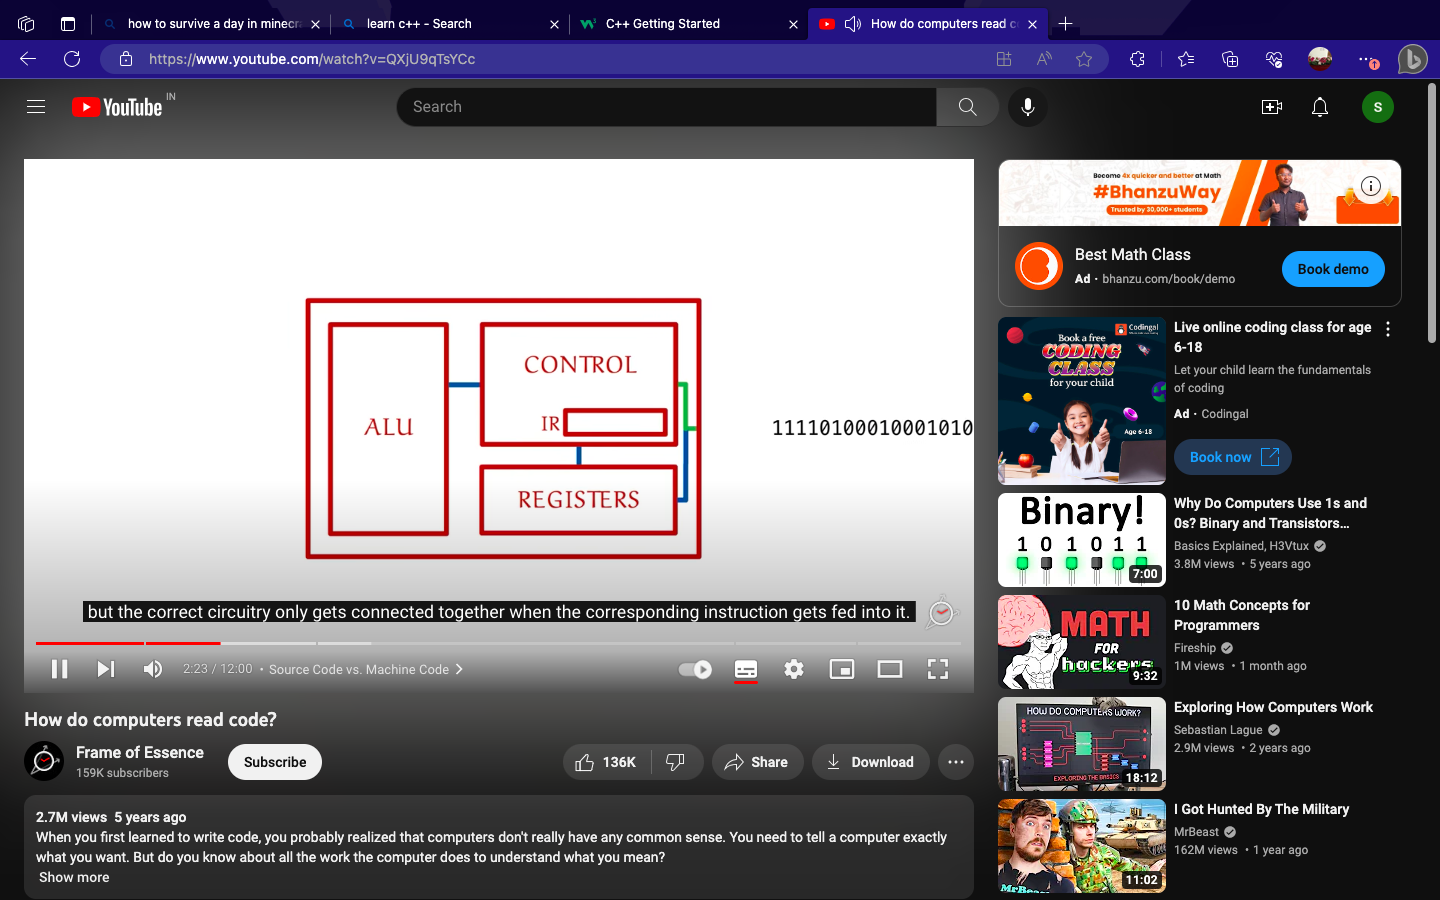 how to survive a day in minecra
learn c++ - Search
C++ Getting Started
How do computers read c
https://www.youtube.com/watch?v=QXjU9qTsYCc
1
YouTube IN
Search
S
ALU
CONTROL
IR
REGISTERS
11110100010001010
but the correct circuitry only gets connected together when the corresponding instruction gets fed into it.
2:23 / 12:00 • Source Code vs. Machine Code
How do computers read code?
Frame of Essence
159K subscribers
Subscribe
136K
Share
Download
2.7M views 5 years ago
When you first learned to write code, you probably realized that computers don't really have any common sense. You need to tell a computer exactly
what you want. But do you know about all the work the computer does to understand what you mean?
Show more
Become 4x quicker and better at Math
#BhanzuWay
Trusted by 30,000+ students
Best Math Class
Ad · bhanzu.com/book/demo
Book demo
Codingal
Book a free
CODING
CLASS
for your child
Age 6-18
Live online coding class for age
6-18
Let your child learn the fundamentals
of coding
Ad · Codingal
Book now
Binary!
1 0 1 0 1 1
7:00
Why Do Computers Use 1s and
0s? Binary and Transistors...
Basics Explained, H3Vtux
3.8M views • 5 years ago
MATH
FOR
hackers
9:32
10 Math Concepts for
Programmers
Fireship
1M views • 1 month ago
HOW DO COMPUTERS WORK?
EXPLORING THE BASICS
18:12
Exploring How Computers Work
Sebastian Lague
2.9M views • 2 years ago
11:02
I Got Hunted By The Military
MrBeast
162M views • 1 year ago